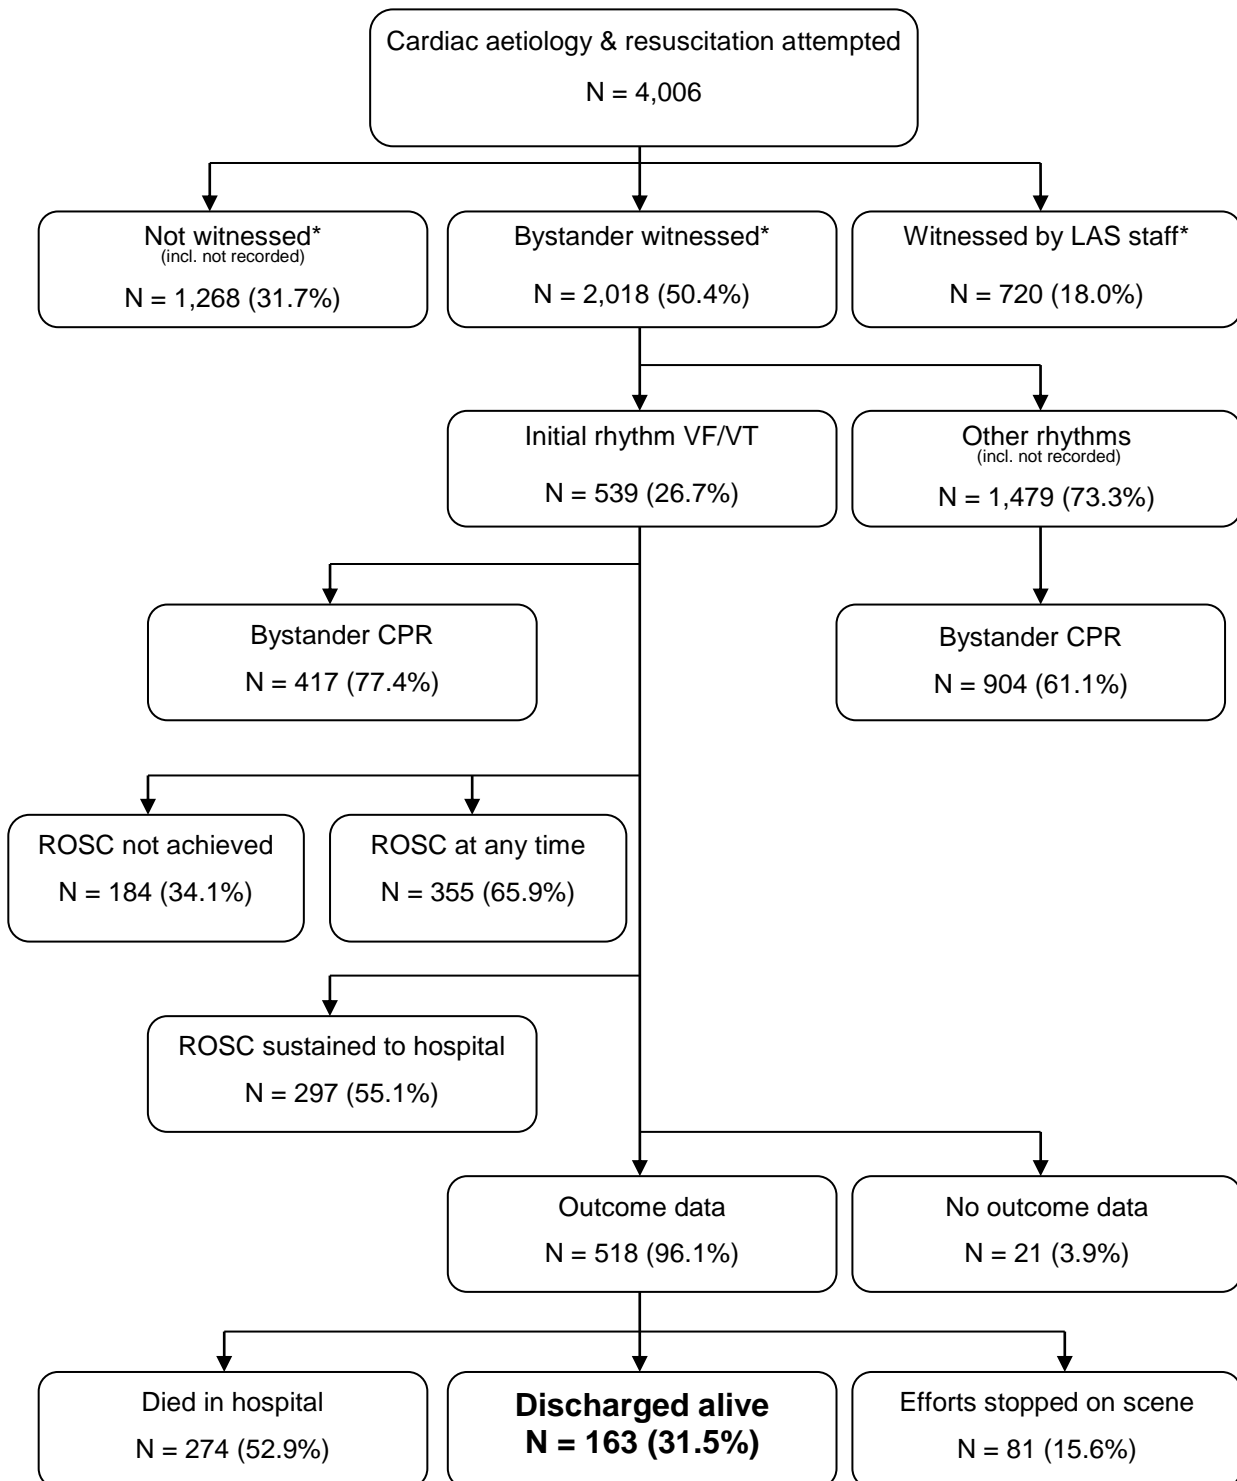 Cardiac aetiology & resuscitation attempted
N = 4,006
Not witnessed*
(incl. not recorded)
N = 1,268 (31.7%)
Bystander witnessed*
N = 2,018 (50.4%)
Witnessed by LAS staff*
N = 720 (18.0%)
Initial rhythm VF/VT
N = 539 (26.7%)
Other rhythms
(incl. not recorded)
N = 1,479 (73.3%)
Bystander CPR
N = 417 (77.4%)
Bystander CPR
N = 904 (61.1%)
ROSC not achieved
N = 184 (34.1%)
ROSC at any time
N = 355 (65.9%)
ROSC sustained to hospital
N = 297 (55.1%)
Outcome data
N = 518 (96.1%)
No outcome data
N = 21 (3.9%)
Died in hospital
N = 274 (52.9%)
Discharged alive
N = 163 (31.5%)
Efforts stopped on scene
N = 81 (15.6%)